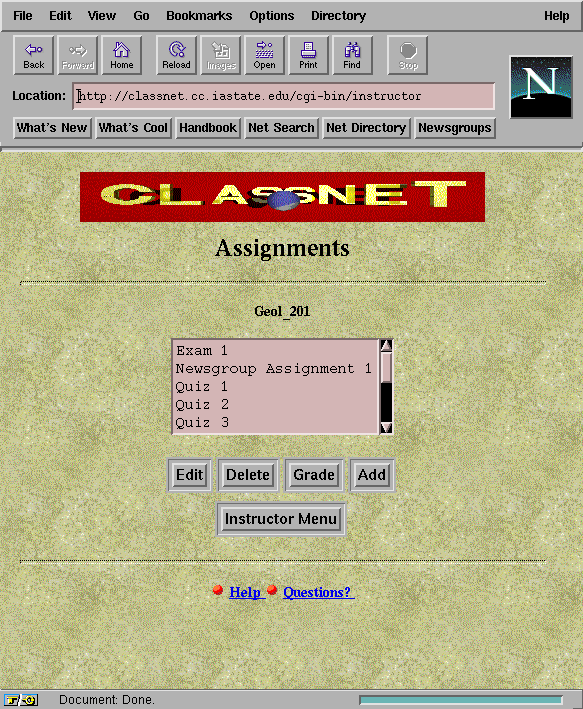 File Edit View Go Bookmarks Options Directory Help
Back Forward Home Reload Images Open Print Find Stop
Location: http://classnet.cc.iastate.edu/cgi-bin/instructor
N
What's New What's Cool Handbook Net Search Net Directory Newsgroups
CLASSNET
Assignments
Geol_201
Exam 1
Newsgroup Assignment 1
Quiz 1
Quiz 2
Quiz 3
Edit Delete Grade Add
Instructor Menu
Help Questions?
Document: Done.